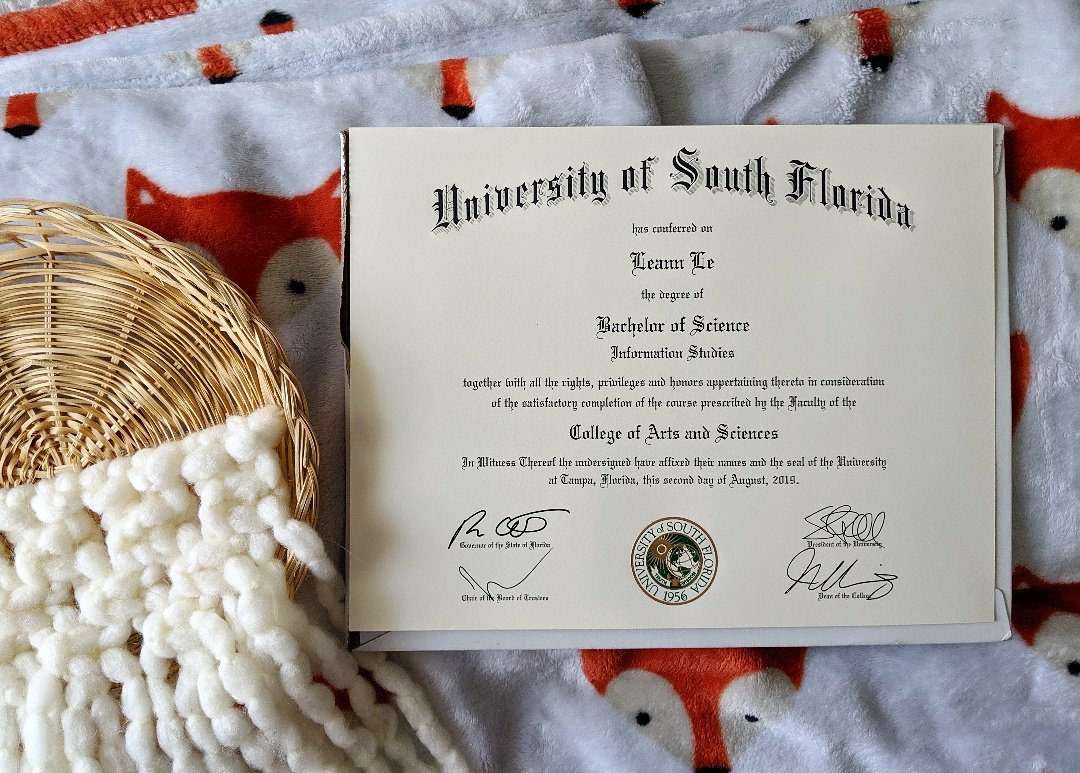 University of South Florida
has conferred on
Leann Le
the degree of
Bachelor of Science
Information Studies
together with all the rights, privileges and honors appertaining thereto in consideration
of the satisfactory completion of the course prescribed by the Faculty of the
College of Arts and Sciences
In Witness Thereof the undersigned have affixed their names and the seal of the University
at Tampa, Florida, this second day of August, 2019.
Governor of the State of Florida
President of the University
Chair of the Board of Trustees
Dean of the College
UNIVERSITY of SOUTH FLORIDA
1956